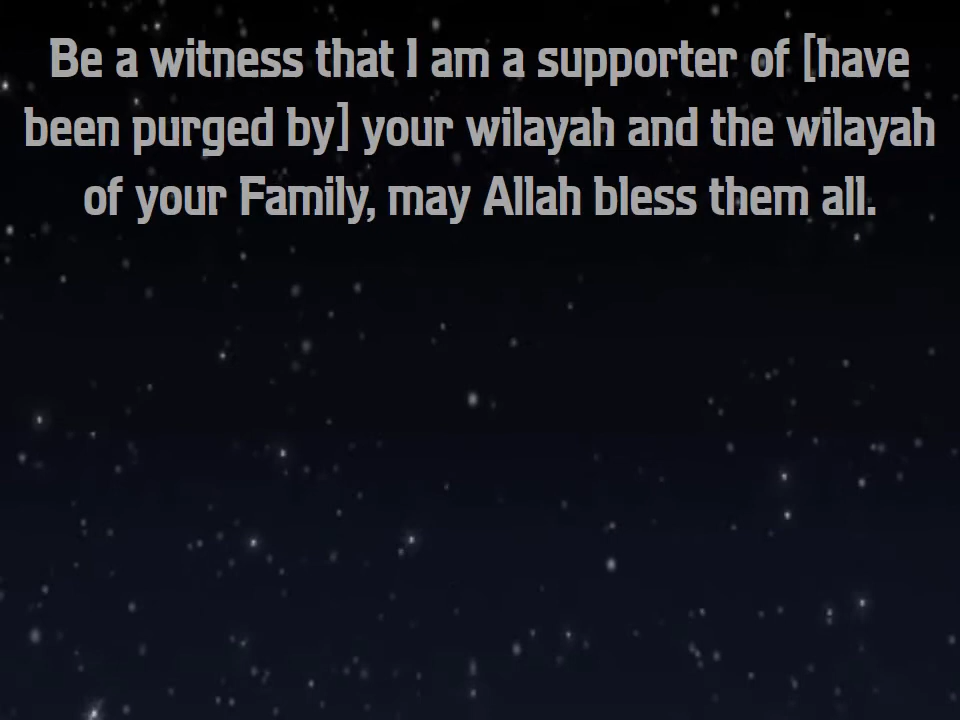 Be a witness that I am a supporter of [have
been purged by] your wilayah and the wilayah
of your Family, may Allah bless them all.